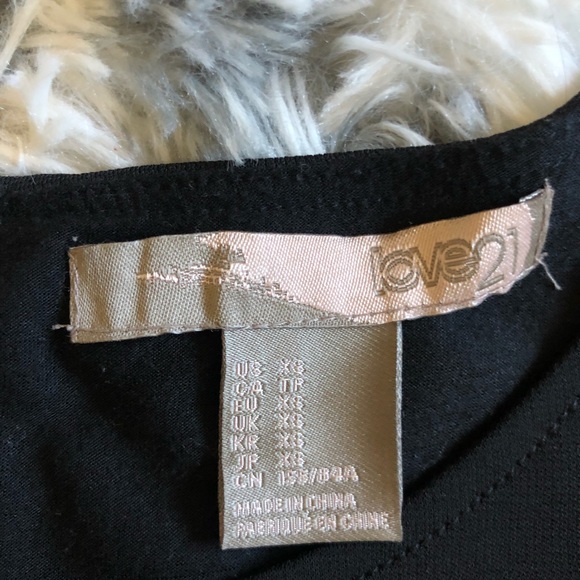 love21
US XS
CA TP
EU XS
UK XS
KR XS
JP XS
CN 155/84A
MADE IN CHINA
FABRIQUE EN CHINE